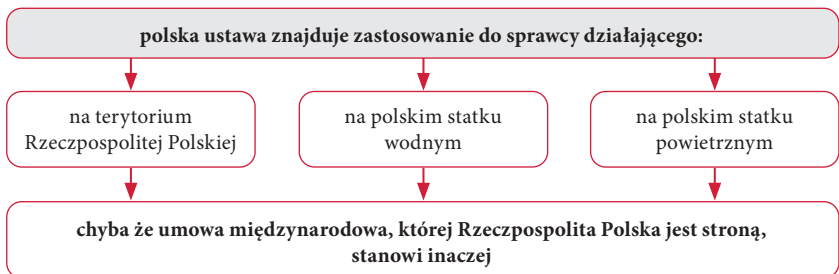 polska ustawa znajduje zastosowanie do sprawcy działającego:
na terytorium
Rzeczpospolitej Polskiej
na polskim statku
wodnym
na polskim statku
powietrznym
chyba że umowa międzynarodowa, której Rzeczpospolita Polska jest stroną,
stanowi inaczej